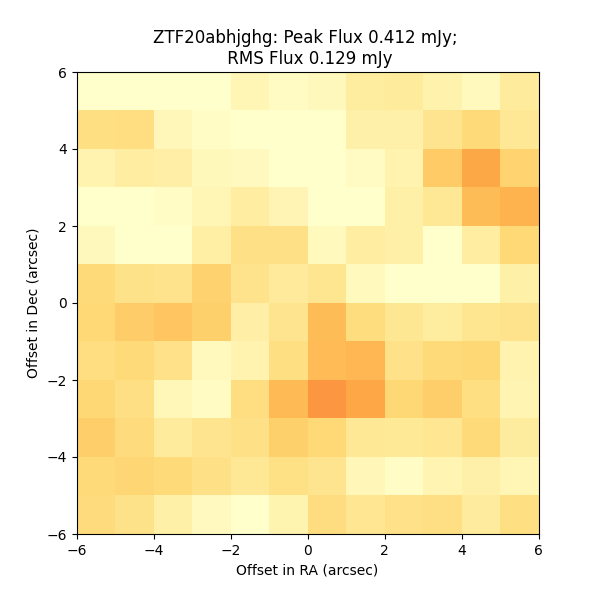 ZTF20abhjghg: Peak Flux 0.412 mJy;
RMS Flux 0.129 mJy
6
4
2
0
−2
−4
−6
Offset in Dec (arcsec)
−6 −4 −2 0 2 4 6
Offset in RA (arcsec)